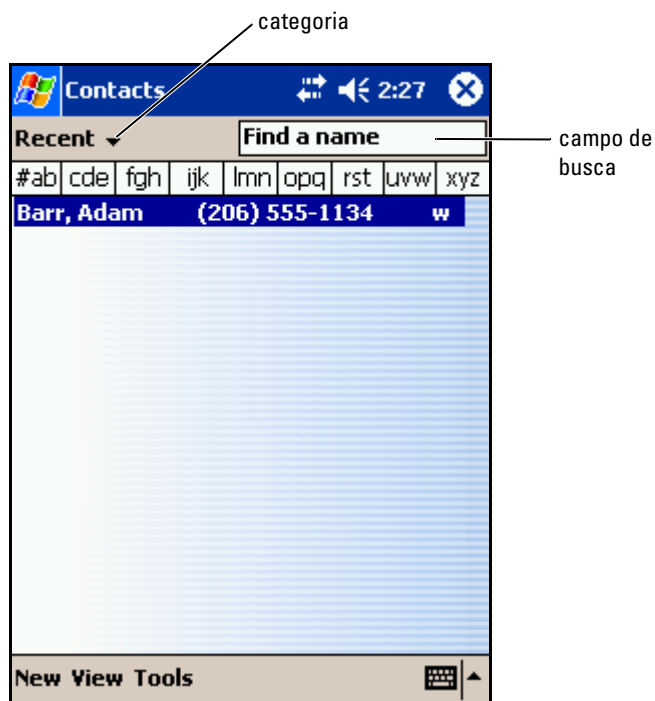 categoria
Contacts 2:27
Recent Find a name
campo de
busca
#ab cde fgh ijk lmn opq rst uvw xyz
Barr, Adam (206) 555-1134 w
New View Tools